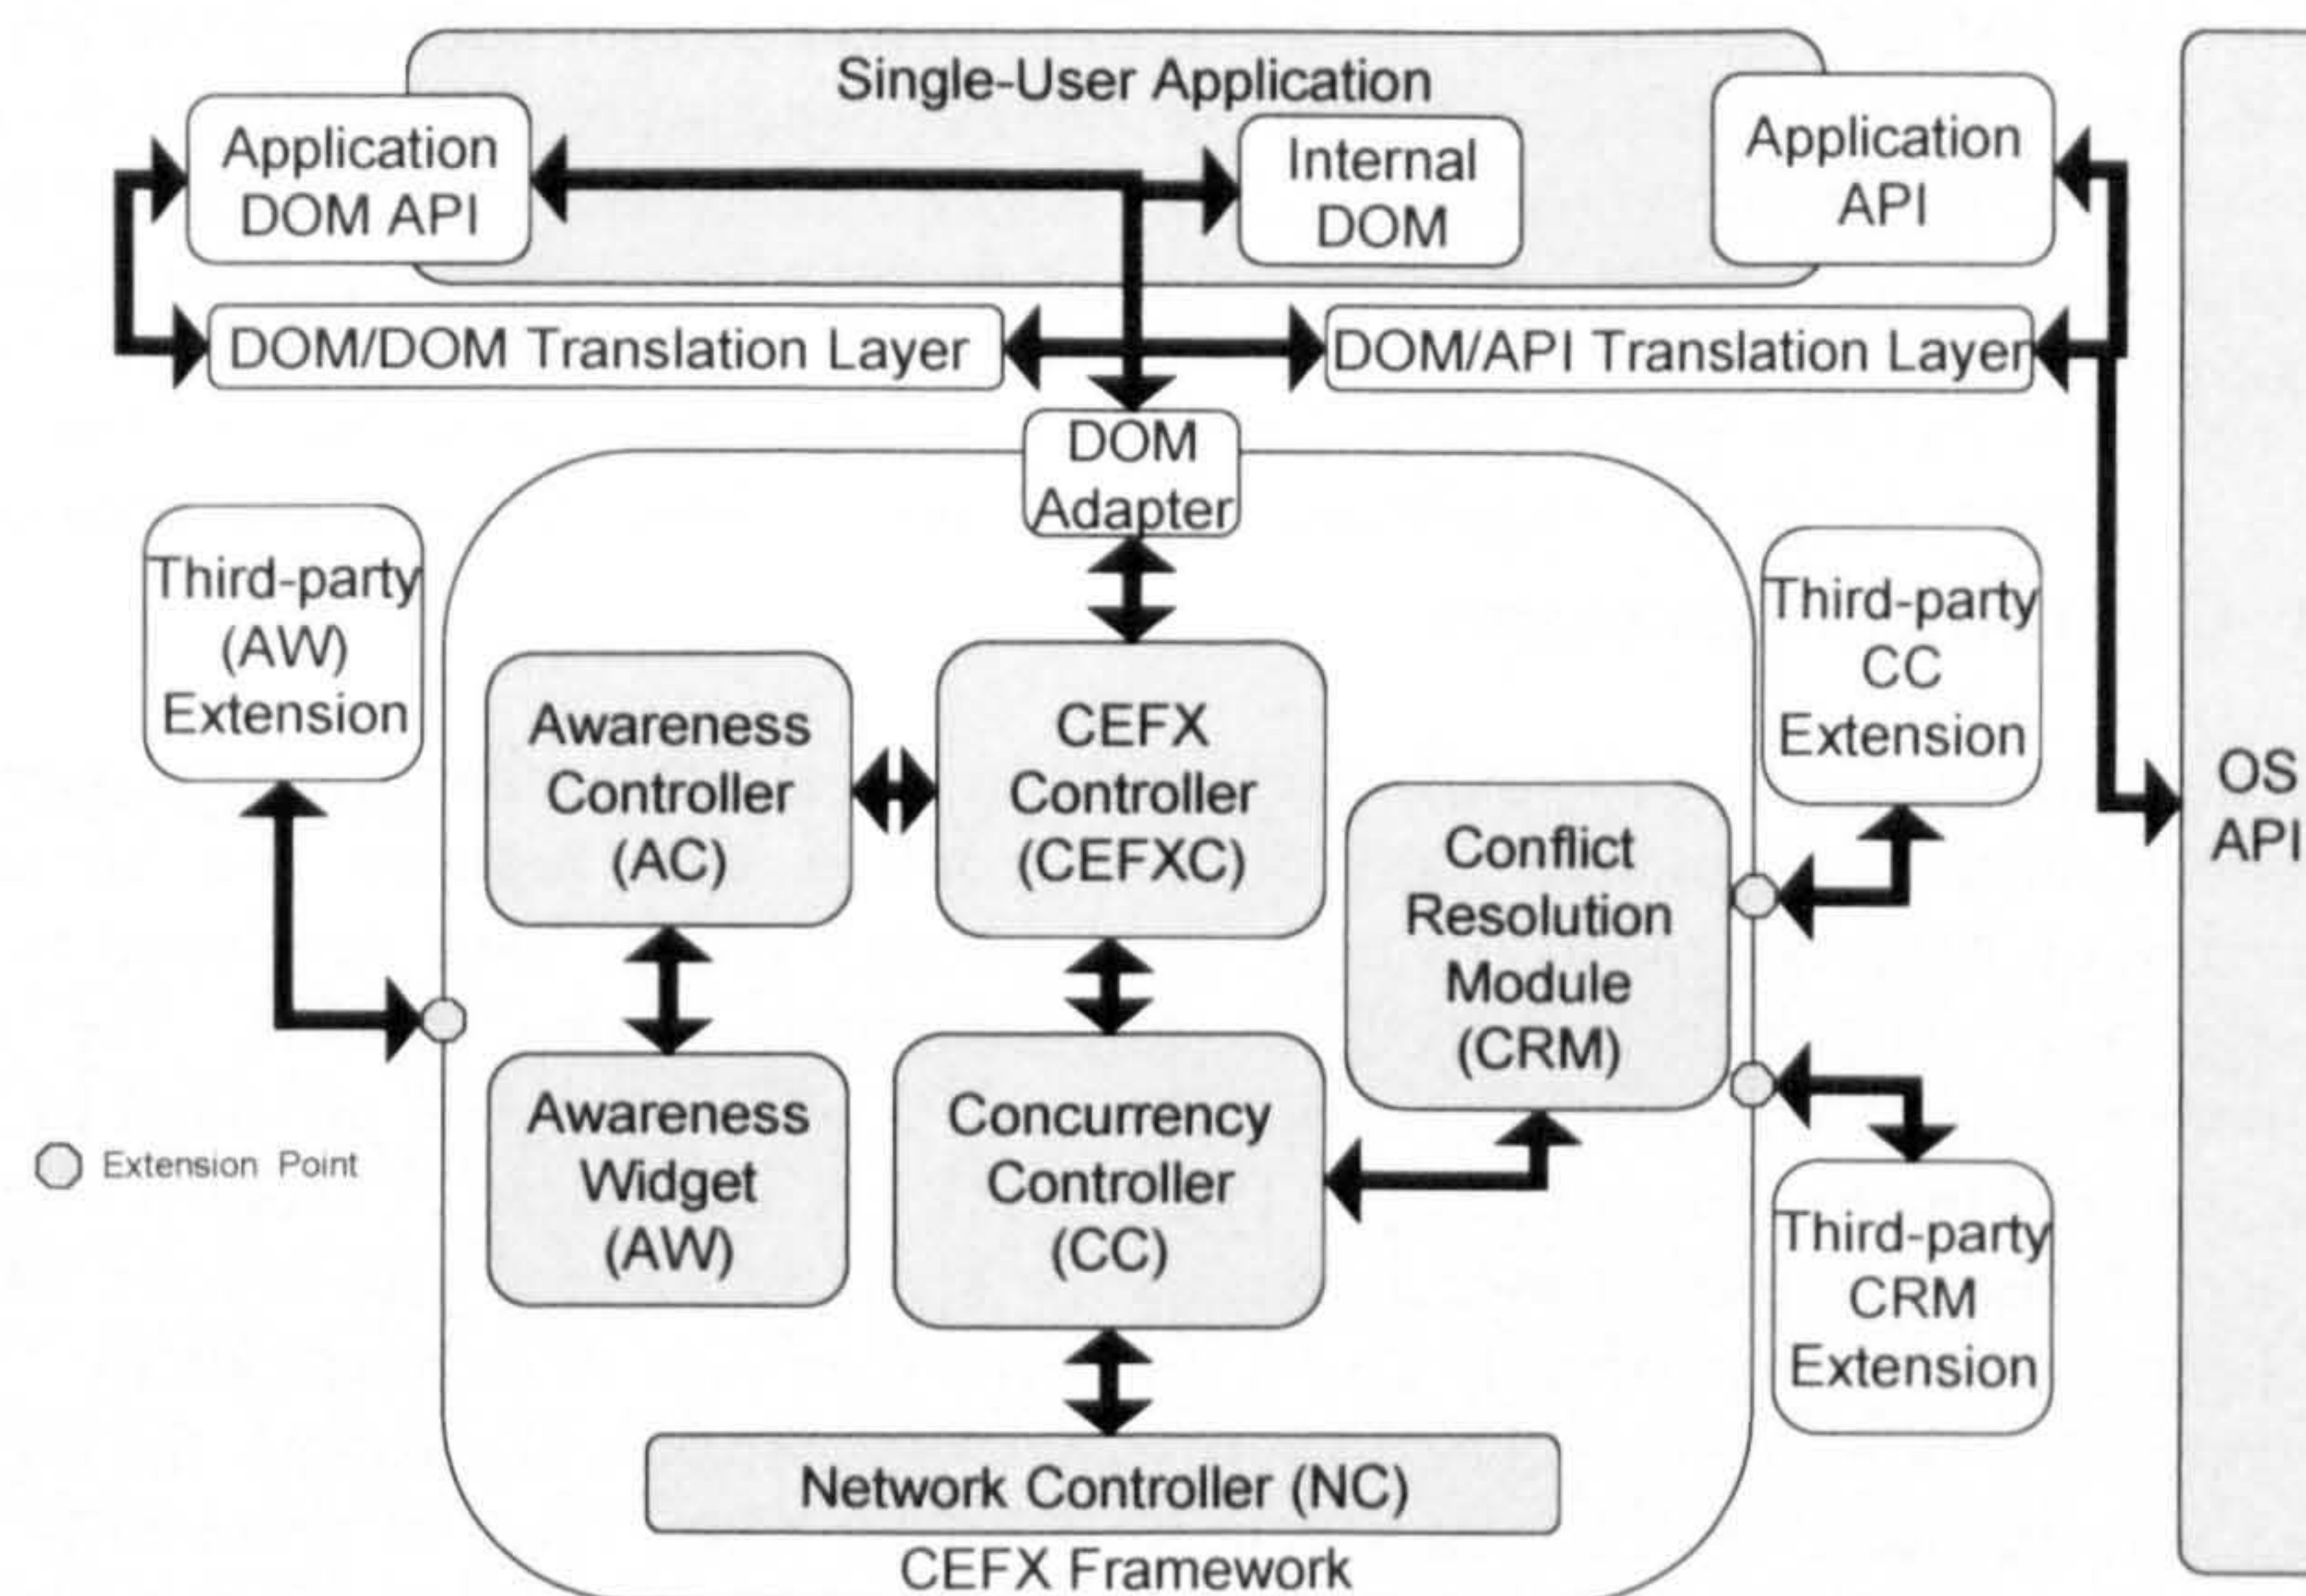 Single-User Application
Application
DOM API
Internal
DOM
Application
API
DOM/DOM Translation Layer
DOM/API Translation Layer
DOM
Adapter
Third-party
(AW)
Extension
Third-party
CC
Extension
Awareness
Controller
(AC)
CEFX
Controller
(CEFXC)
Conflict
Resolution
Module
(CRM)
OS
API
Extension Point
Awareness
Widget
(AW)
Concurrency
Controller
(CC)
Third-party
CRM
Extension
Network Controller (NC)
CEFX Framework